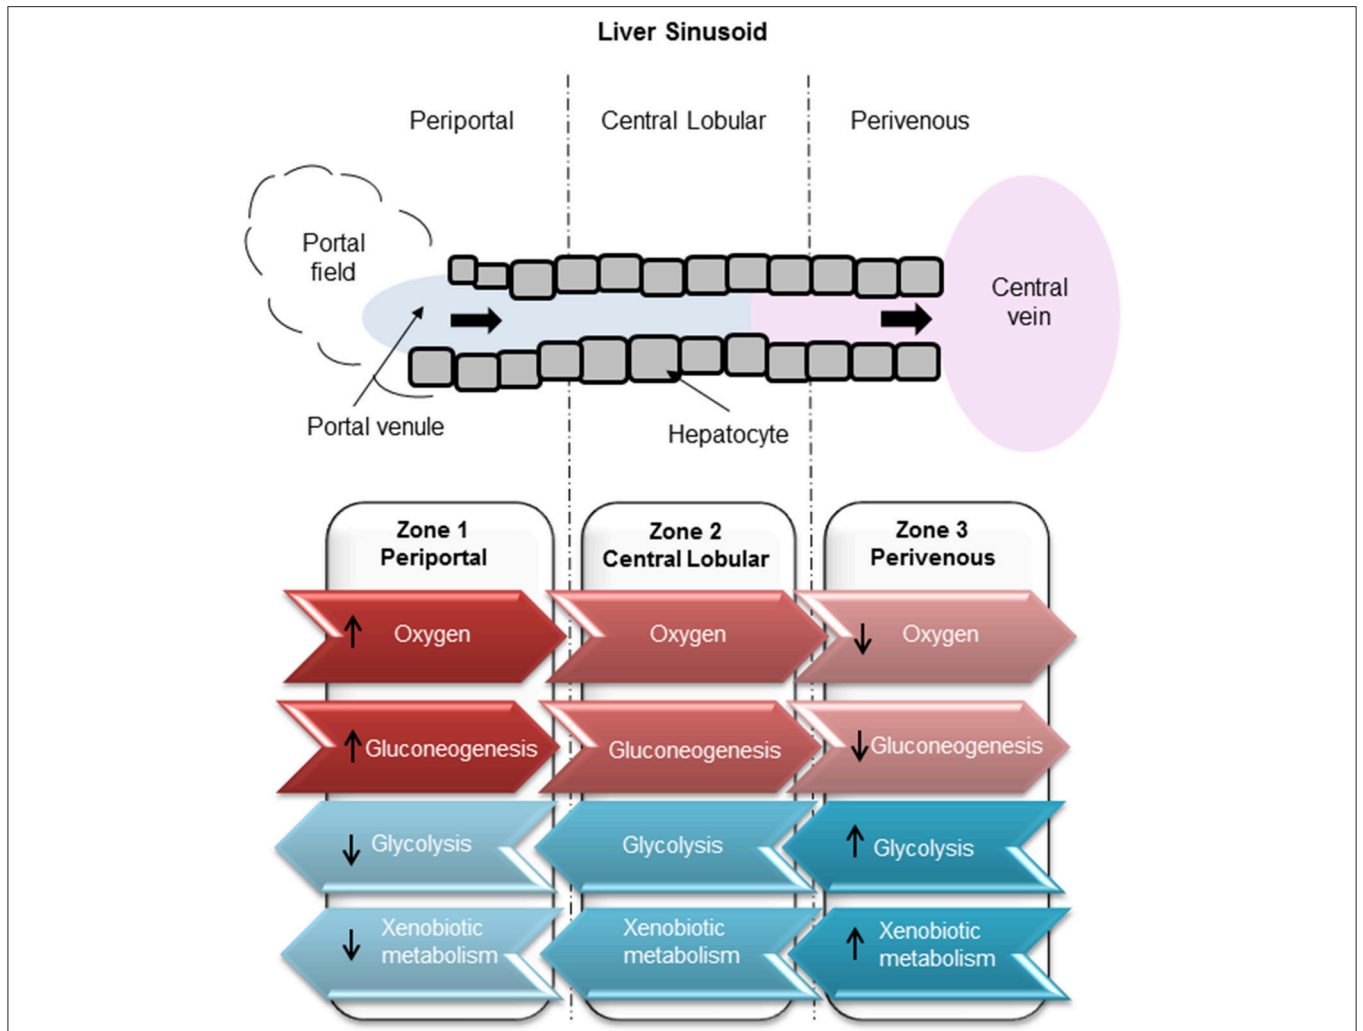 Liver Sinusoid
Periportal
Central Lobular
Perivenous
Portal
field
Central
vein
Portal venule
Hepatocyte
Zone 1
Periportal
Zone 2
Central Lobular
Zone 3
Perivenous
Oxygen
Oxygen
Oxygen
Gluconeogenesis
Gluconeogenesis
Gluconeogenesis
Glycolysis
Glycolysis
Glycolysis
Xenobiotic
metabolism
Xenobiotic
metabolism
Xenobiotic
metabolism